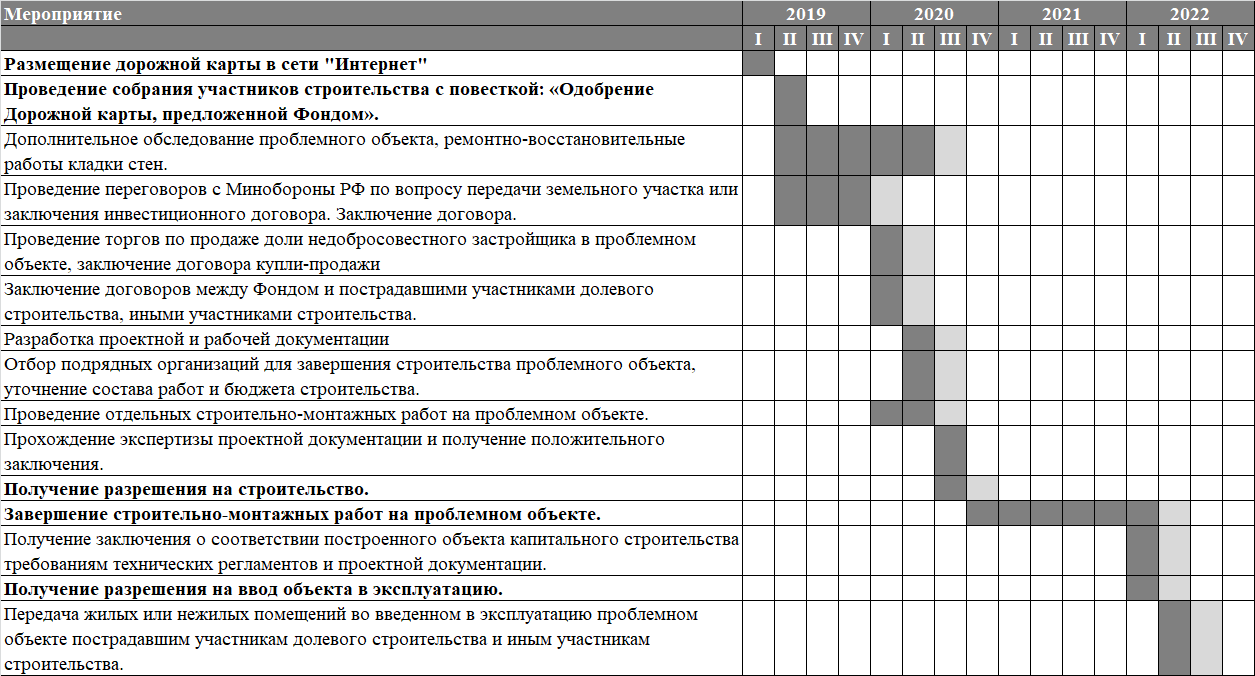 Мероприятие 2019 2020 2021 2022
I II III IV I II III IV I II III IV I II III IV
Размещение дорожной карты в сети "Интернет"
Проведение собрания участников строительства с повесткой: «Одобрение
Дорожной карты, предложенной Фондом».
Дополнительное обследование проблемного объекта, ремонтно-восстановительные
работы кладки стен.
Проведение переговоров с Минобороны РФ по вопросу передачи земельного участка или
заключения инвестиционного договора. Заключение договора.
Проведение торгов по продаже доли недобросовестного застройщика в проблемном
объекте, заключение договора купли-продажи
Заключение договоров между Фондом и пострадавшими участниками долевого
строительства, иными участниками строительства.
Разработка проектной и рабочей документации
Отбор подрядных организаций для завершения строительства проблемного объекта,
уточнение состава работ и бюджета строительства.
Проведение отдельных строительно-монтажных работ на проблемном объекте.
Прохождение экспертизы проектной документации и получение положительного
заключения.
Получение разрешения на строительство.
Завершение строительно-монтажных работ на проблемном объекте.
Получение заключения о соответствии построенного объекта капитального строительства
требованиям технических регламентов и проектной документации.
Получение разрешения на ввод объекта в эксплуатацию.
Передача жилых или нежилых помещений во введенном в эксплуатацию проблемном
объекте пострадавшим участникам долевого строительства и иным участникам
строительства.